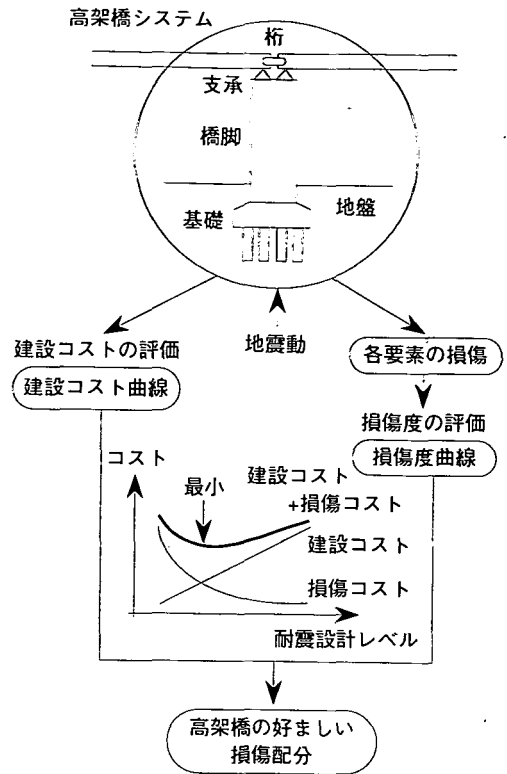 高架橋システム
桁
支承
橋脚
基礎
地盤
地震動
建設コストの評価
建設コスト曲線
各要素の損傷
損傷度の評価
損傷度曲線
コスト
最小
建設コスト
+損傷コスト
建設コスト
損傷コスト
耐震設計レベル
高架橋の好ましい
損傷配分